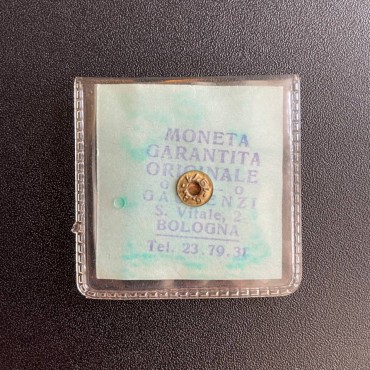 MONETA
GARANTITA
ORIGINALE
S. Vitale, 2
BOLOGNA
Tel. 23.79.31